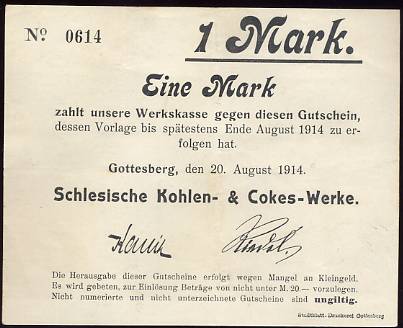 No. 0614
1 Mark.
Eine Mark
zahlt unsere Werkskasse gegen diesen Gutschein,
dessen Vorlage bis spätestens Ende August 1914 zu er-
folgen hat.
Gottesberg, den 20. August 1914.
Schlesische Kohlen- & Cokes-Werke.
Die Herausgabe dieser Gutscheine erfolgt wegen Mangel an Kleingeld.
Es wird gebeten, zur Einlösung Beträge von nicht unter M. 20.— vorzulegen.
Nicht numerierte und nicht unterzeichnete Gutscheine sind ungiltig.
Stadtblatt-Druckerei Gottesberg